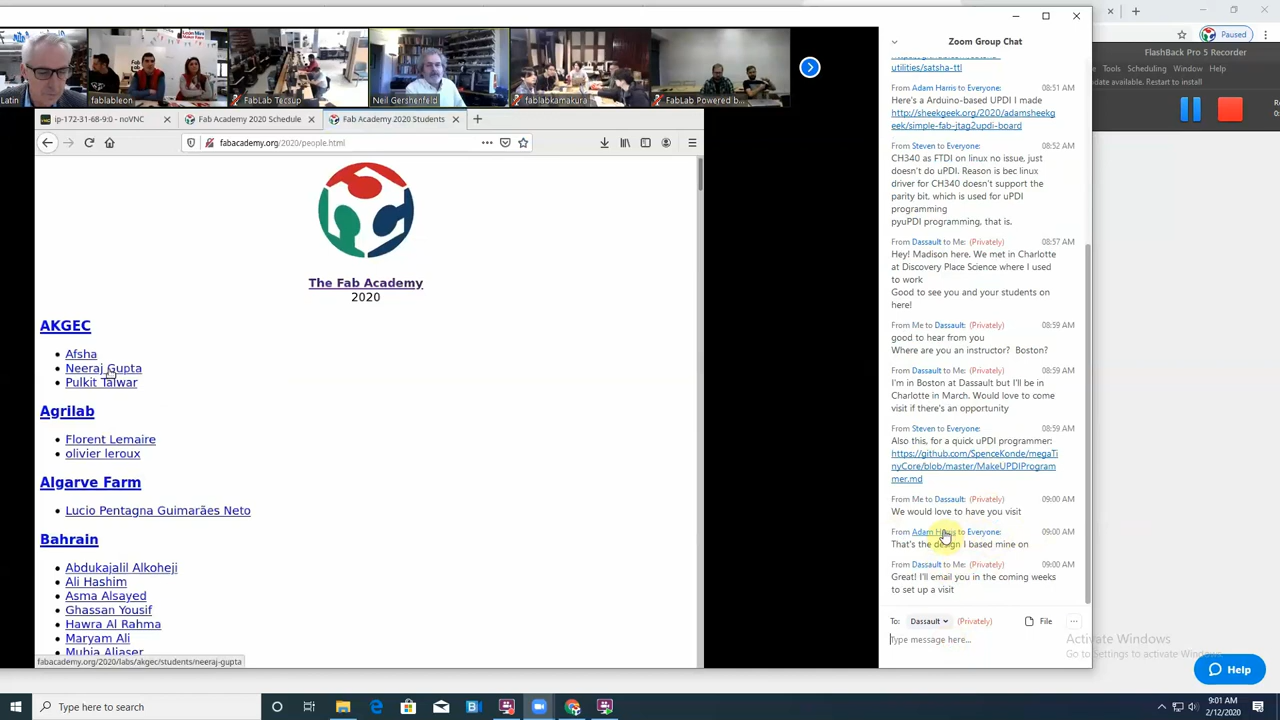 Latin
fablableon
FabLab Tecsup
Neil Gershenfeld
fablabkamakura
FabLab Powered b...
ip-172-31-68-9:0 - noVNC
Fab Academy 2020 Schedule
Fab Academy 2020 Students
fabacademy.org/2020/people.html
The Fab Academy
2020
AKGEC
Afsha
Neeraj Gupta
Pulkit Talwar
Agrilab
Florent Lemaire
olivier leroux
Algarve Farm
Lucio Pentagna Guimarães Neto
Bahrain
Abdukajalil Alkoheji
Ali Hashim
Asma Alsayed
Ghassan Yousif
Hawra Al Rahma
Maryam Ali
Muhia Aljaser
fabacademy.org/2020/labs/akgec/students/neeraj-gupta
Zoom Group Chat
utilities/satsha-ttl
From Adam Harris to Everyone: 08:51 AM
Here's a Arduino-based UPDI I made
http://sheekgeek.org/2020/adamsheekg
eek/simple-fab-jtag2updi-board
From Steven to Everyone: 08:52 AM
CH340 as FTDI on linux no issue, just
doesn't do uPDI. Reason is bec linux
driver for CH340 doesn't support the
parity bit, which is used for uPDI
programming
pyuPDI programming, that is.
From Dassault to Me: (Privately) 08:57 AM
Hey! Madison here. We met in Charlotte
at Discovery Place Science where I used
to work
Good to see you and your students on
here!
From Me to Dassault: (Privately) 08:59 AM
good to hear from you
Where are you an instructor? Boston?
From Dassault to Me: (Privately) 08:59 AM
I'm in Boston at Dassault but I'll be in
Charlotte in March. Would love to come
visit if there's an opportunity
From Steven to Everyone: 08:59 AM
Also this, for a quick uPDI programmer:
https://github.com/SpenceKonde/megaTi
nyCore/blob/master/MakeUPDIProgram
mer.md
From Me to Dassault: (Privately) 09:00 AM
We would love to have you visit
From Adam Harris to Everyone: 09:00 AM
That's the design I based mine on
From Dassault to Me: (Privately) 09:00 AM
Great! I'll email you in the coming weeks
to set up a visit
To: Dassault (Privately) File ...
Type message here...
Paused
FlashBack Pro 5 Recorder
Tools Scheduling Window Help
date available. Restart to install
Activate Windows
Go to Settings to activate Windows.
Help
Type here to search
9:01 AM
2/12/2020